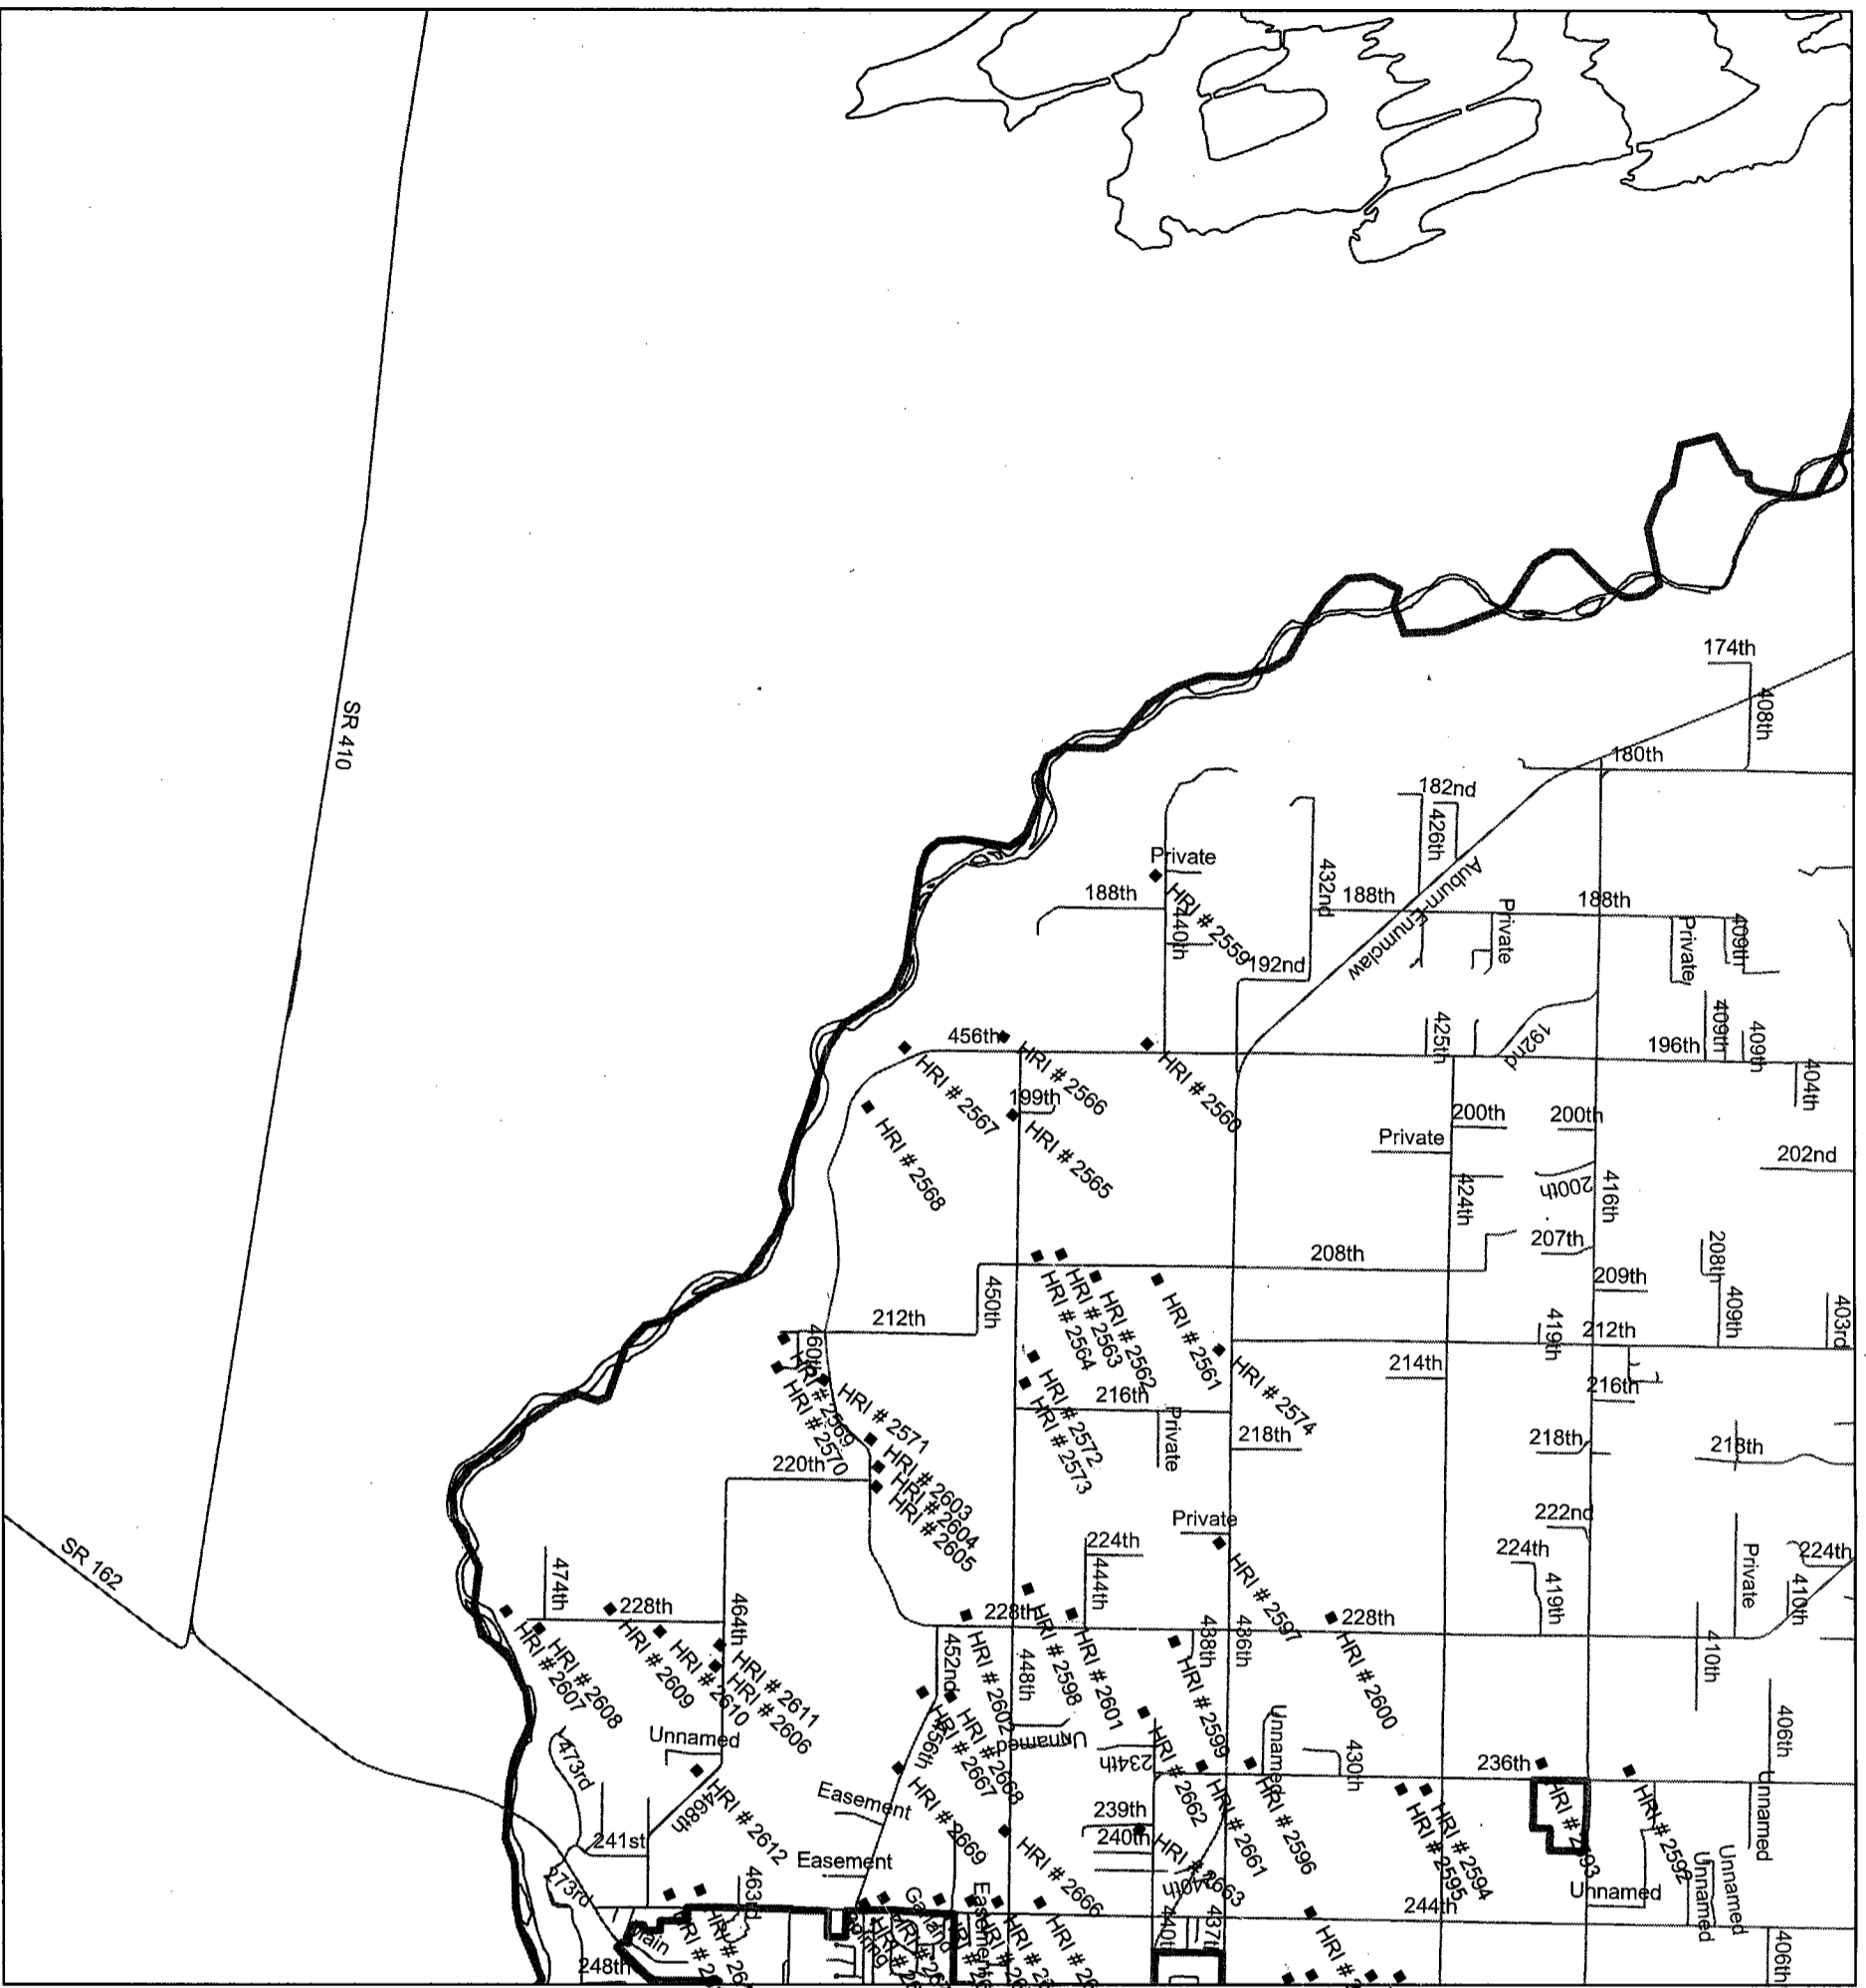 SR 410
SR 162
174th
408th
180th
182nd
426th
Auburn-Enumclaw
Private
188th
HRI # 2559
440th
432nd
188th
188th
Private
Private
409th
192nd
456th
HRI # 2566
HRI # 2567
HRI # 2560
199th
HRI # 2565
HRI # 2568
425th
192nd
196th
409th
409th
404th
200th
200th
Private
202nd
200th
424th
416th
207th
208th
208th
209th
450th
212th
HRI # 2564
HRI # 2563
HRI # 2562
HRI # 2561
HRI # 2574
419th
212th
409th
403rd
460th
HRI # 2569
HRI # 2570
HRI # 2571
HRI # 2572
HRI # 2573
214th
216th
216th
Private
218th
218th
218th
220th
HRI # 2603
HRI # 2604
HRI # 2605
Private
222nd
224th
224th
224th
444th
HRI # 2597
419th
Private
410th
474th
228th
464th
228th
228th
HRI # 2607
HRI # 2608
HRI # 2609
HRI # 2610
HRI # 2611
HRI # 2606
452nd
HRI # 2602
448th
HRI # 2598
HRI # 2601
438th
436th
HRI # 2599
HRI # 2600
410th
406th
Unnamed
473rd
468th
HRI # 2612
456th
HRI # 2667
HRI # 2668
HRI # 2669
Unnamed
234th
HRI # 2662
HRI # 2661
HRI # 2596
Unnamed
430th
236th
HRI # 2592
HRI # 2594
HRI # 2595
Unnamed
Unnamed
Unnamed
Unnamed
Easement
239th
240th
HRI # 2663
HRI # 2666
241st
Easement
273rd
463rd
Easement
440th
440th
437th
244th
406th
248th
Main